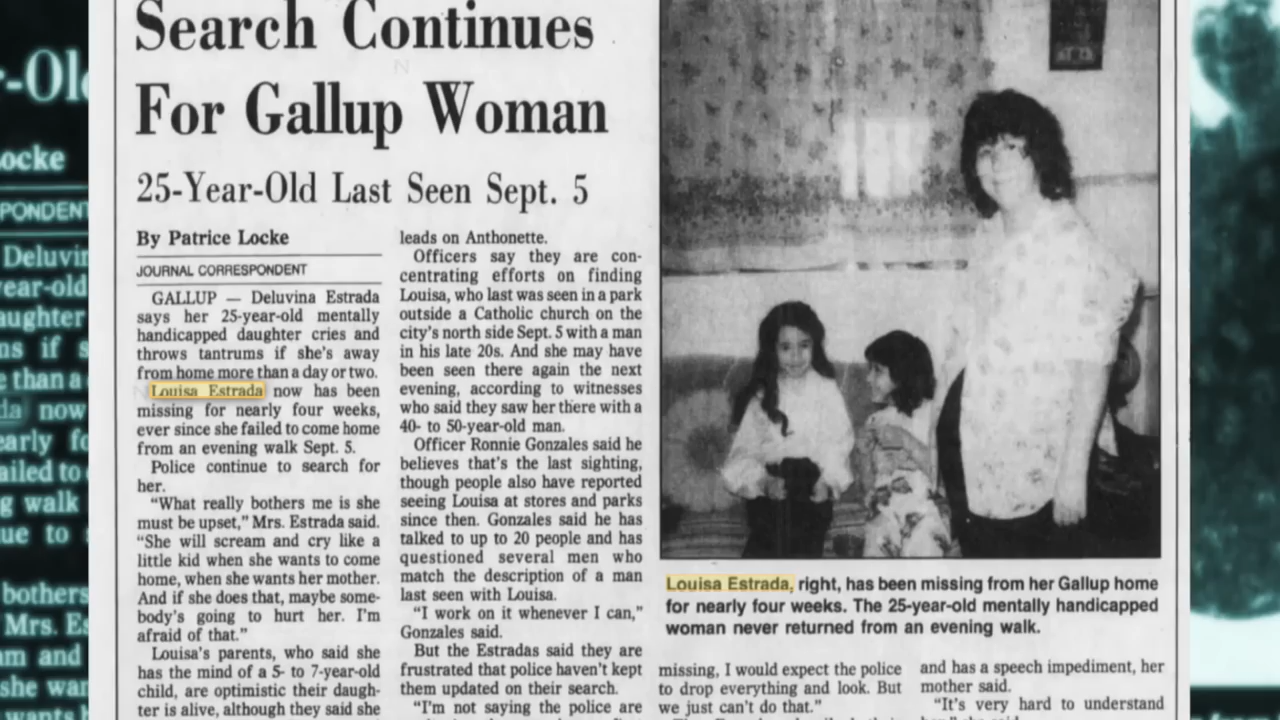 Search Continues
For Gallup Woman
25-Year-Old Last Seen Sept. 5
By Patrice Locke
JOURNAL CORRESPONDENT
GALLUP — Deluvina Estrada
says her 25-year-old mentally
handicapped daughter cries and
throws tantrums if she's away
from home more than a day or two.
Louisa Estrada now has been
missing for nearly four weeks,
ever since she failed to come home
from an evening walk Sept. 5.
Police continue to search for
her.
"What really bothers me is she
must be upset," Mrs. Estrada said.
"She will scream and cry like a
little kid when she wants to come
home, when she wants her mother.
And if she does that, maybe some-
body's going to hurt her. I'm
afraid of that."
Louisa's parents, who said she
has the mind of a 5- to 7-year-old
child, are optimistic their daugh-
ter is alive, although they said she
leads on Anthonette.
Officers say they are con-
centrating efforts on finding
Louisa, who last was seen in a park
outside a Catholic church on the
city's north side Sept. 5 with a man
in his late 20s. And she may have
been seen there again the next
evening, according to witnesses
who said they saw her there with a
40- to 50-year-old man.
Officer Ronnie Gonzales said he
believes that's the last sighting,
though people also have reported
seeing Louisa at stores and parks
since then. Gonzales said he has
talked to up to 20 people and has
questioned several men who
match the description of a man
last seen with Louisa.
"I work on it whenever I can,"
Gonzales said.
But the Estradas said they are
frustrated that police haven't kept
them updated on their search.
"I'm not saying the police are
Louisa Estrada, right, has been missing from her Gallup home
for nearly four weeks. The 25-year-old mentally handicapped
woman never returned from an evening walk.
missing, I would expect the police
to drop everything and look. But
we just can't do that."
and has a speech impediment, her
mother said.
"It's very hard to understand